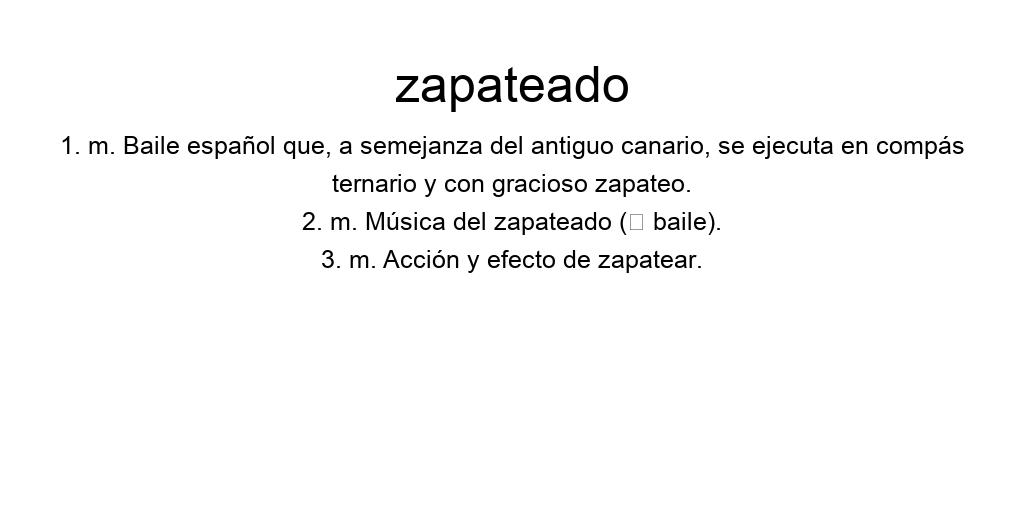 zapateado
1. m. Baile español que, a semejanza del antiguo canario, se ejecuta en compás
ternario y con gracioso zapateo.
2. m. Música del zapateado (□ baile).
3. m. Acción y efecto de zapatear.